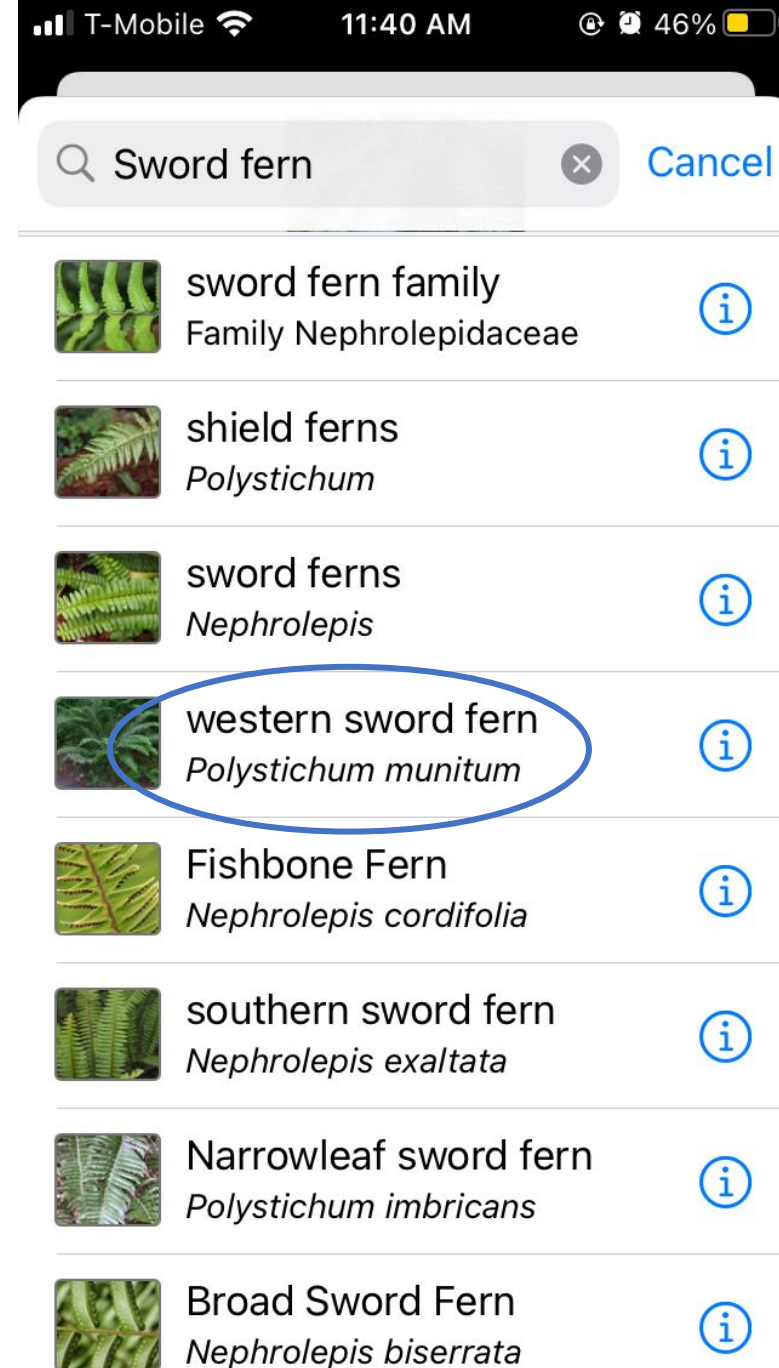 T-Mobile 11:40 AM 46%
Sword fern Cancel
sword fern family
Family Nephrolepidaceae
shield ferns
Polystichum
sword ferns
Nephrolepis
western sword fern
Polystichum munitum
Fishbone Fern
Nephrolepis cordifolia
southern sword fern
Nephrolepis exaltata
Narrowleaf sword fern
Polystichum imbricans
Broad Sword Fern
Nephrolepis biserrata